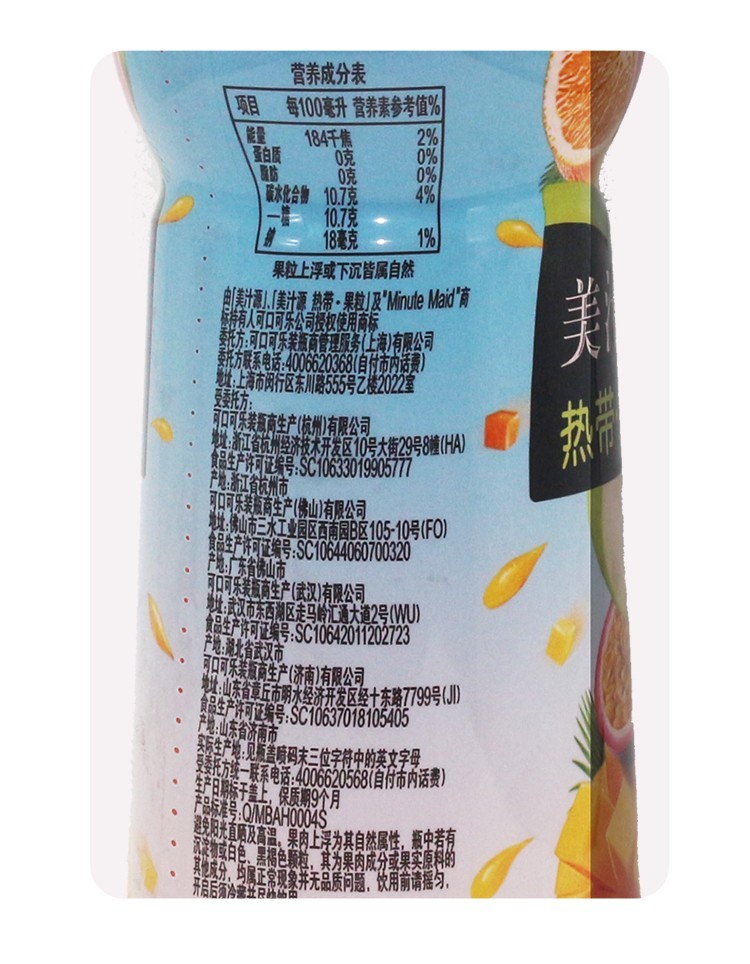 营养成分表
项目 每100毫升 营养素参考值%
能量 184千焦 2%
蛋白质 0克 0%
脂肪 0克 0%
碳水化合物 10.7克 4%
—糖 10.7克
钠 18毫克 1%
果粒上浮或下沉皆属自然
由「美汁源」、「美汁源 热带·果粒」及"Minute Maid"商
标持有人可口可乐公司授权使用商标
委托方:可口可乐装瓶商管理服务(上海)有限公司
委托方联系电话:4006620368(自付市内话费)
地址:上海市闵行区东川路555号乙楼2022室
受委托方:
可口可乐装瓶商生产(杭州)有限公司
地址:浙江省杭州经济技术开发区10号大街29号8幢(HA)
食品生产许可证编号:SC10633019905777
产地:浙江省杭州市
可口可乐装瓶商生产(佛山)有限公司
地址:佛山市三水工业园区西南园B区105-10号(FO)
食品生产许可证编号:SC10644060700320
产地:广东省佛山市
可口可乐装瓶商生产(武汉)有限公司
地址:武汉市东西湖区走马岭汇通大道2号(WU)
食品生产许可证编号:SC10642011202723
产地:湖北省武汉市
可口可乐装瓶商生产(济南)有限公司
地址:山东省章丘市明水经济开发区经十东路7799号(JI)
食品生产许可证编号:SC10637018105405
产地:山东省济南市
实际生产地:见瓶盖喷码末三位字符中的英文字母
受委托方统一联系电话:4006620568(自付市内话费)
生产日期标于盖上，保质期9个月
产品标准号:Q/MBAH0004S
避免阳光直晒及高温。果肉上浮为其自然属性，瓶中若有
沉淀物或白色、黑褐色颗粒，其为果肉成分或果实原料的
其他成分，均属正常现象并无品质问题，饮用前请摇匀，
开启后须冷藏并尽快饮用
美汁
热带